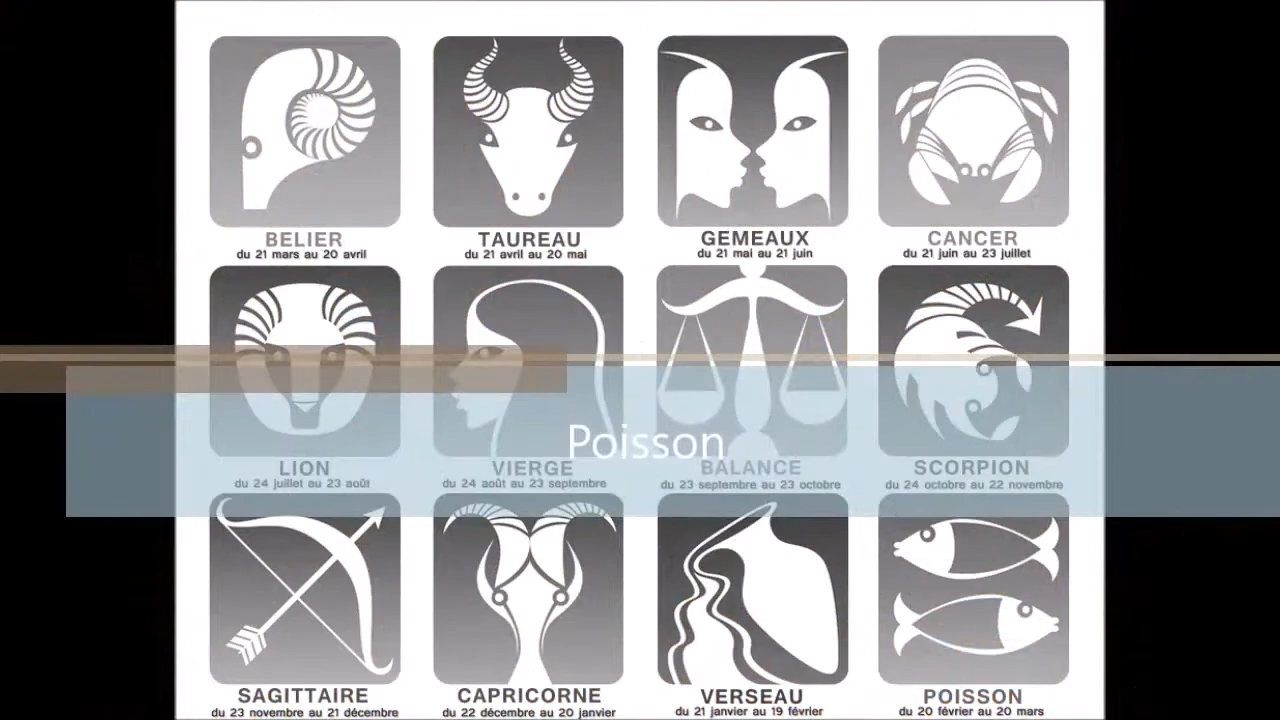 BELIER
du 21 mars au 20 avril
TAUREAU
du 21 avril au 20 mai
GEMEAUX
du 21 mai au 21 juin
CANCER
du 21 juin au 23 juillet
Poisson
LION
du 24 juillet au 23 août
VIERGE
du 24 août au 23 septembre
BALANCE
du 23 septembre au 23 octobre
SCORPION
du 24 octobre au 22 novembre
SAGITTAIRE
du 23 novembre au 21 décembre
CAPRICORNE
du 22 décembre au 20 janvier
VERSEAU
du 21 janvier au 19 février
POISSON
du 20 février au 20 mars